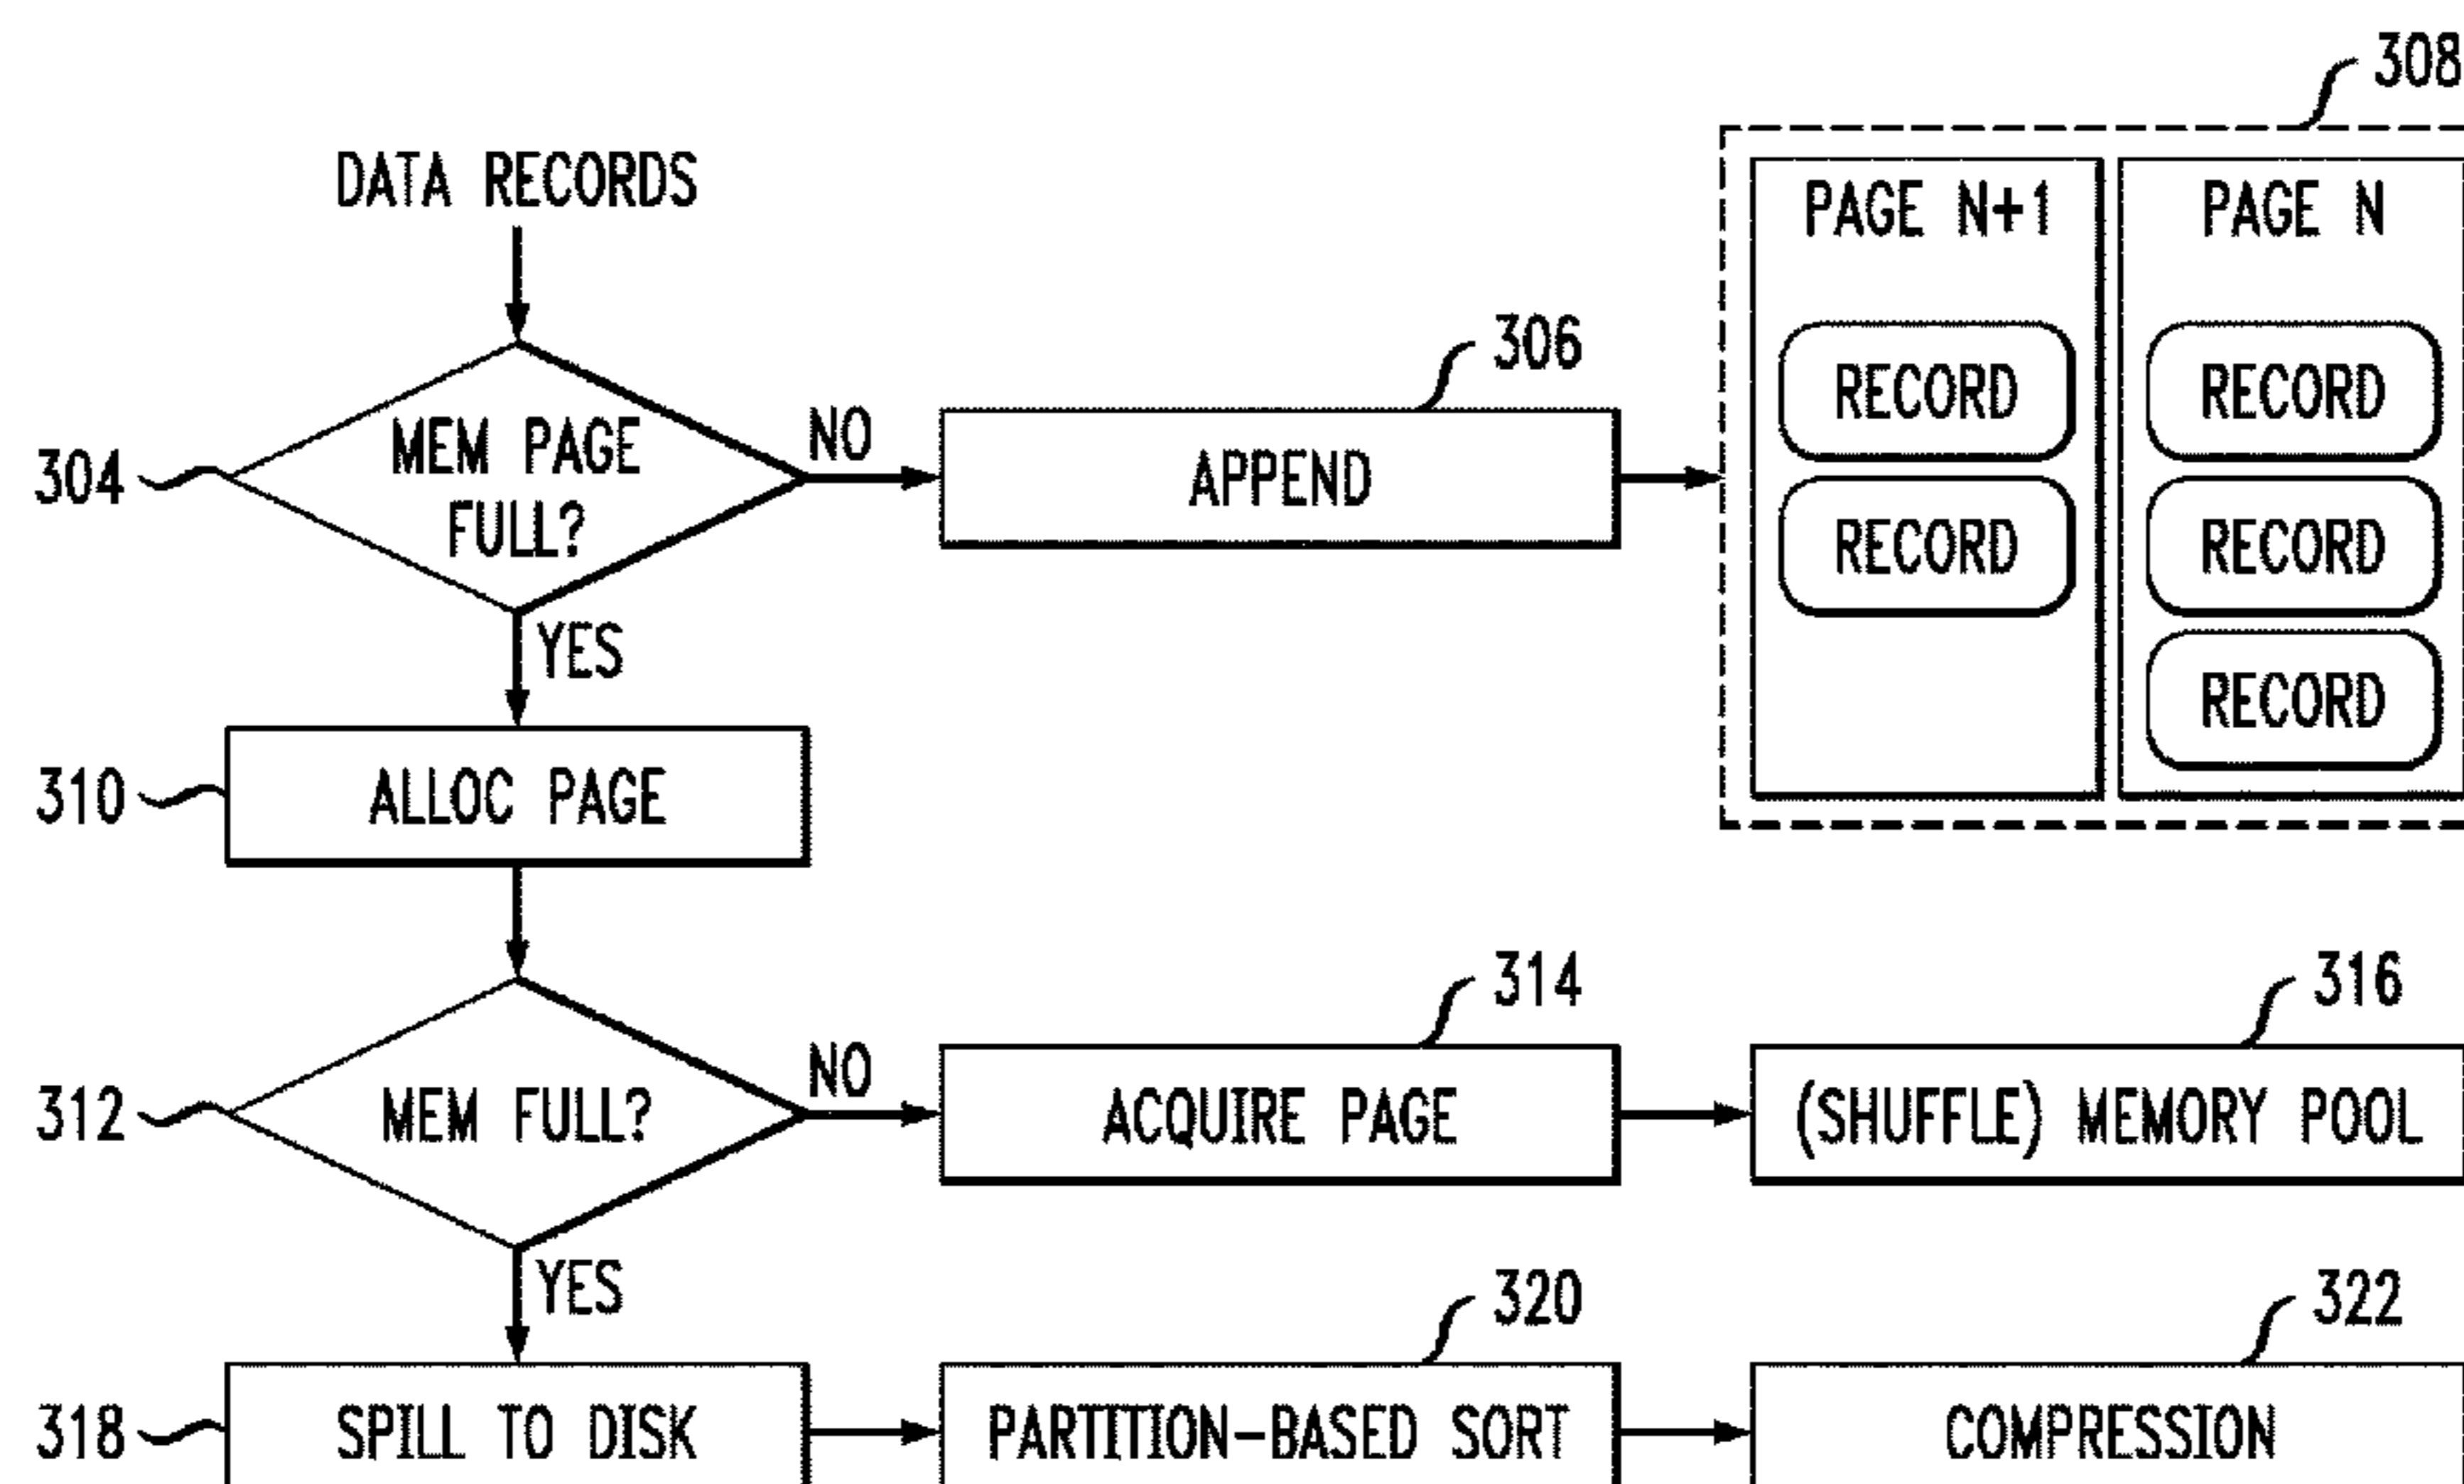 308
DATA RECORDS
PAGE N+1
PAGE N
306
304
MEM PAGE
FULL?
NO
APPEND
RECORD
RECORD
RECORD
RECORD
RECORD
YES
310
ALLOC PAGE
314
316
312
MEM FULL?
NO
ACQUIRE PAGE
(SHUFFLE) MEMORY POOL
YES
320
322
318
SPILL TO DISK
PARTITION-BASED SORT
COMPRESSION